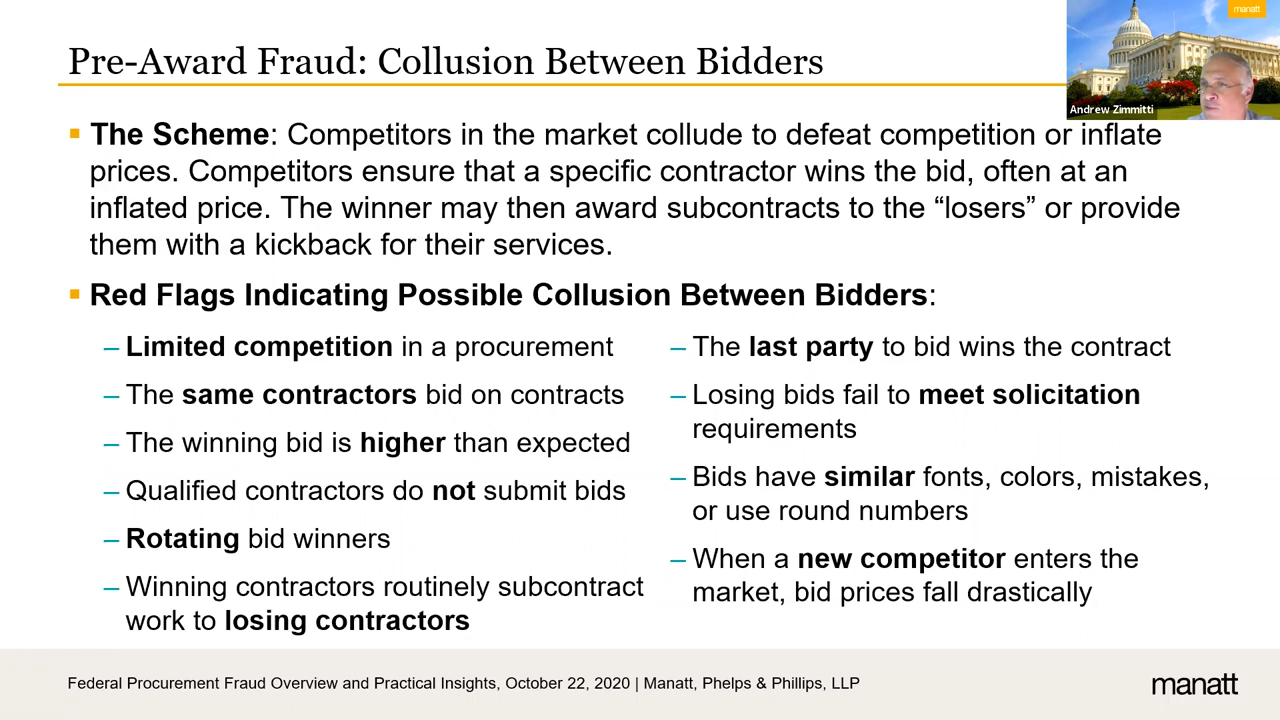 manatt
Pre-Award Fraud: Collusion Between Bidders
Andrew Zimmitti
▪ The Scheme: Competitors in the market collude to defeat competition or inflate
prices. Competitors ensure that a specific contractor wins the bid, often at an
inflated price. The winner may then award subcontracts to the “losers” or provide
them with a kickback for their services.
▪ Red Flags Indicating Possible Collusion Between Bidders:
– Limited competition in a procurement
– The same contractors bid on contracts
– The winning bid is higher than expected
– Qualified contractors do not submit bids
– Rotating bid winners
– Winning contractors routinely subcontract
work to losing contractors
– The last party to bid wins the contract
– Losing bids fail to meet solicitation
requirements
– Bids have similar fonts, colors, mistakes,
or use round numbers
– When a new competitor enters the
market, bid prices fall drastically
Federal Procurement Fraud Overview and Practical Insights, October 22, 2020 | Manatt, Phelps & Phillips, LLP
manatt